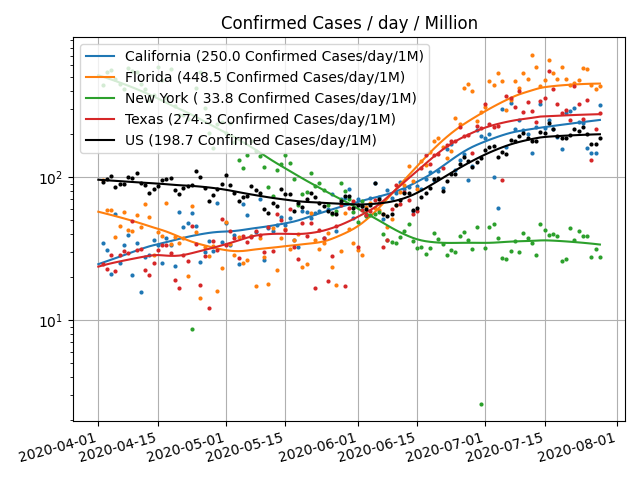 Confirmed Cases / day / Million
California (250.0 Confirmed Cases/day/1M)
Florida (448.5 Confirmed Cases/day/1M)
New York ( 33.8 Confirmed Cases/day/1M)
Texas (274.3 Confirmed Cases/day/1M)
US (198.7 Confirmed Cases/day/1M)
10²
10¹
2020-04-01 2020-04-15 2020-05-01 2020-05-15 2020-06-01 2020-06-15 2020-07-01 2020-07-15 2020-08-01